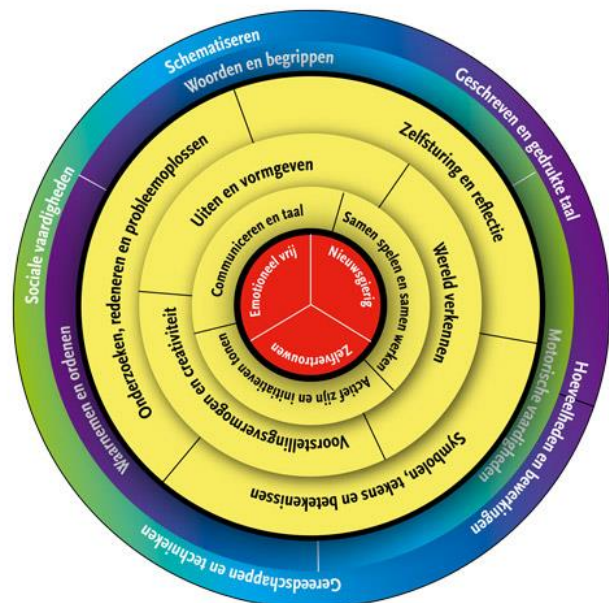 Schematiseren
Woorden en begrippen
Geschreven en gedrukte taal
Sociale vaardigheden
Waarnemen en ordenen
Motorische vaardigheden
Hoeveelheden en bewerkingen
Gereedschappen en technieken
Onderzoeken, redeneren en probleemoplossen
Zelfsturing en reflectie
Symbolen, tekens en betekenissen
Uiten en vormgeven
Wereld verkennen
Voorstellingsvermogen en creativiteit
Communiceren en taal
Samen spelen en samen werken
Actief zijn en initiatieven tonen
Emotioneel vrij
Nieuwsgierig
Zelfvertrouwen